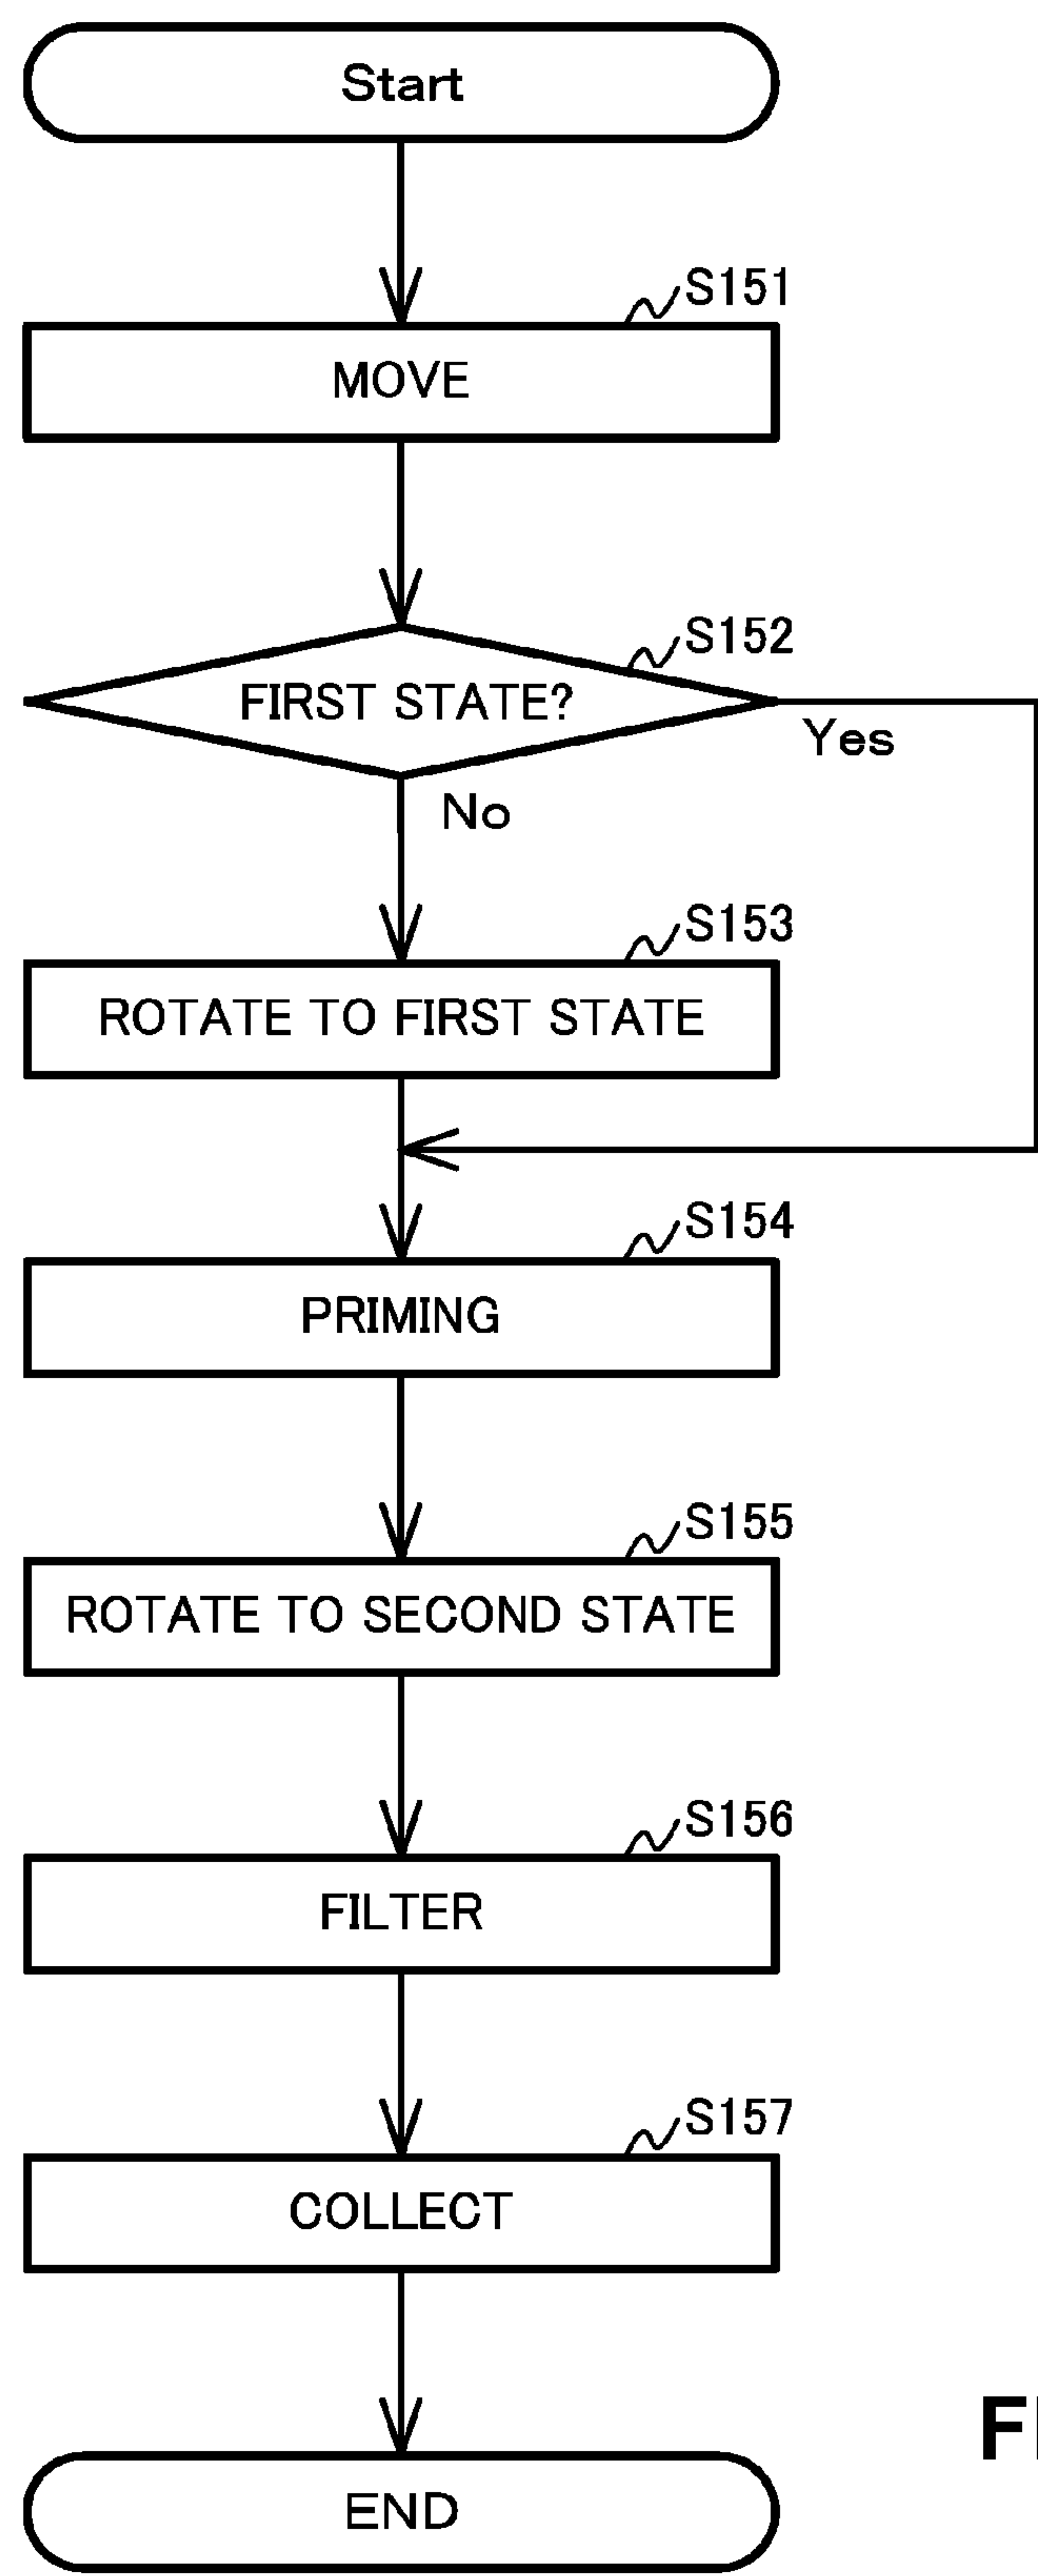 Start
S151
MOVE
S152
FIRST STATE?
Yes
No
S153
ROTATE TO FIRST STATE
S154
PRIMING
S155
ROTATE TO SECOND STATE
S156
FILTER
S157
COLLECT
END